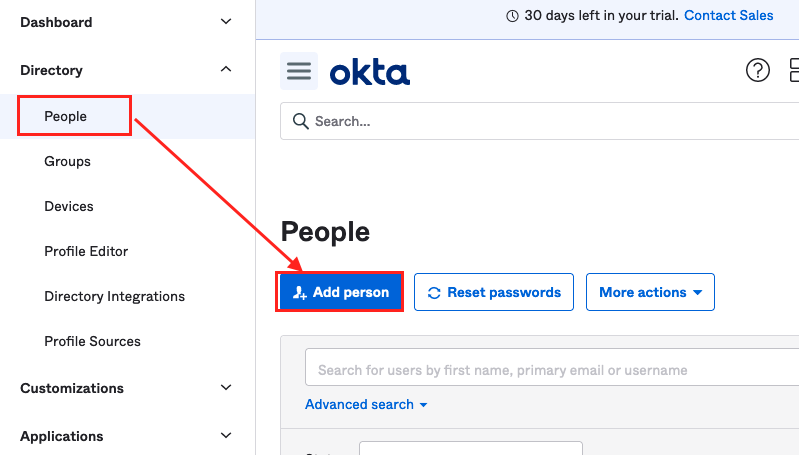 Dashboard
Directory
People
Groups
Devices
Profile Editor
Directory Integrations
Profile Sources
Customizations
Applications
30 days left in your trial. Contact Sales
okta
Search...
People
Add person
Reset passwords
More actions
Search for users by first name, primary email or username
Advanced search